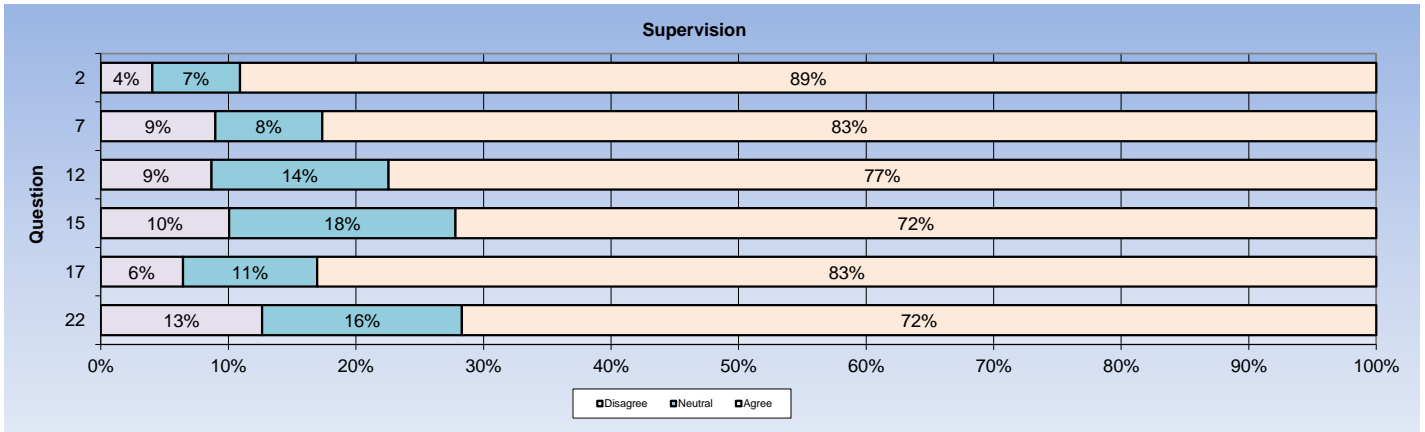 Supervision
Question
2 4% 7% 89%
7 9% 8% 83%
12 9% 14% 77%
15 10% 18% 72%
17 6% 11% 83%
22 13% 16% 72%
0% 10% 20% 30% 40% 50% 60% 70% 80% 90% 100%
Disagree Neutral Agree